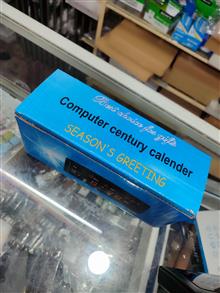 Best choice for gifts
Computer century calender
SEASON'S GREETING